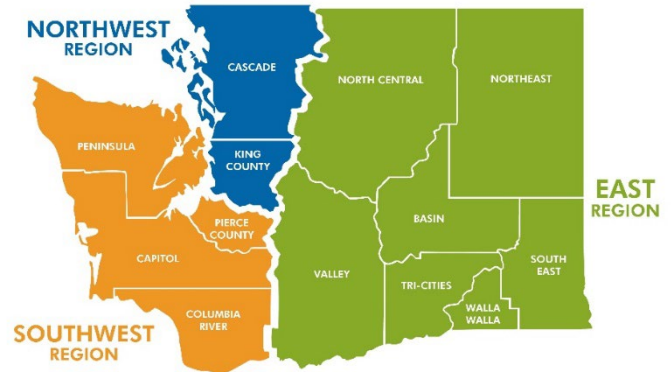 NORTHWEST
REGION
CASCADE
NORTH CENTRAL
NORTHEAST
PENINSULA
KING
COUNTY
EAST
REGION
PIERCE
COUNTY
BASIN
CAPITOL
VALLEY
TRI-CITIES
SOUTH
EAST
COLUMBIA
RIVER
WALLA
WALLA
SOUTHWEST
REGION